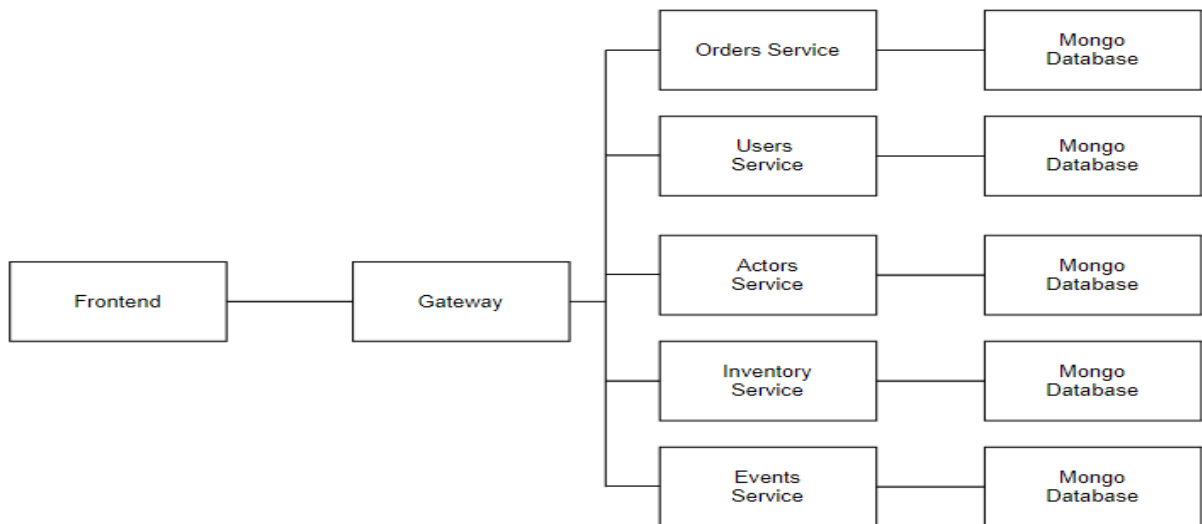 Orders Service
Mongo
Database
Users
Service
Mongo
Database
Frontend
Gateway
Actors
Service
Mongo
Database
Inventory
Service
Mongo
Database
Events
Service
Mongo
Database